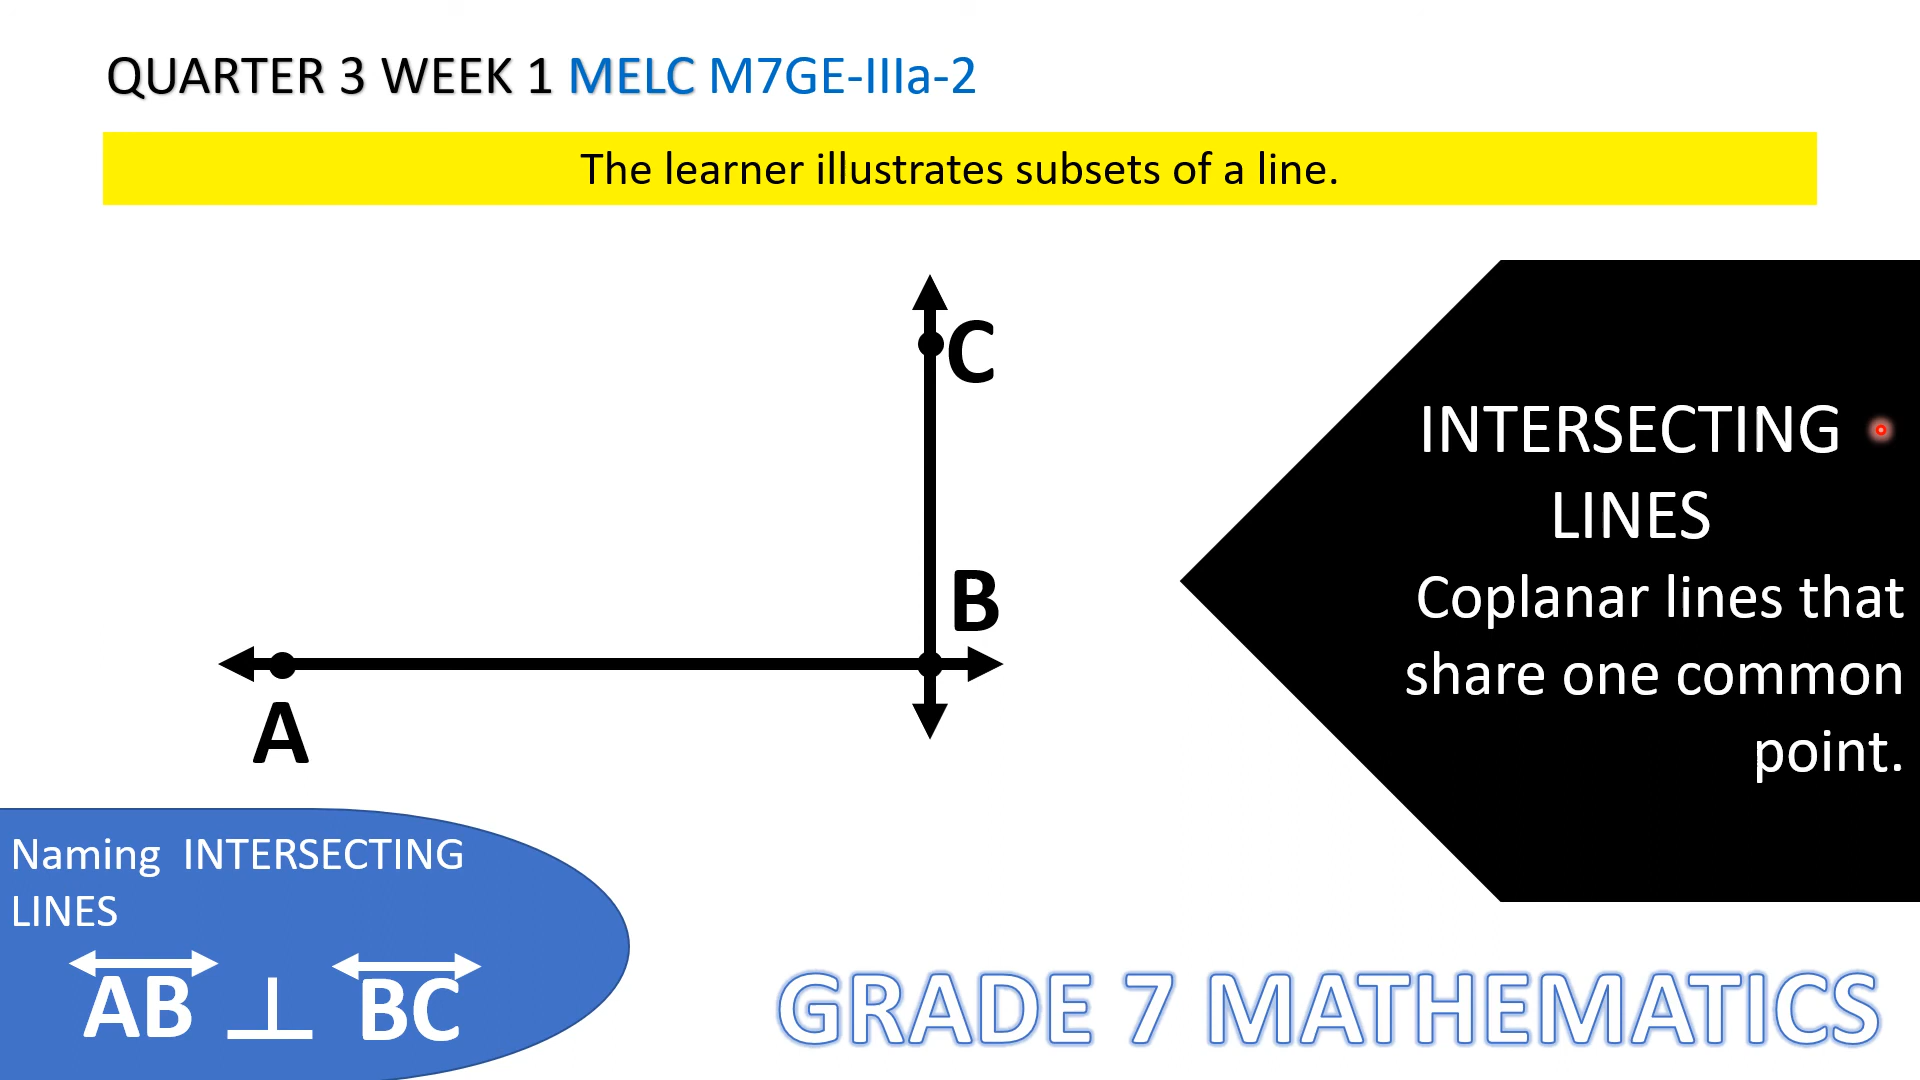 QUARTER 3 WEEK 1 MELC M7GE-IIIa-2
The learner illustrates subsets of a line.
C
B
A
INTERSECTING
LINES
Coplanar lines that
share one common
point.
Naming INTERSECTING
LINES
AB ⊥ BC
GRADE 7 MATHEMATICS